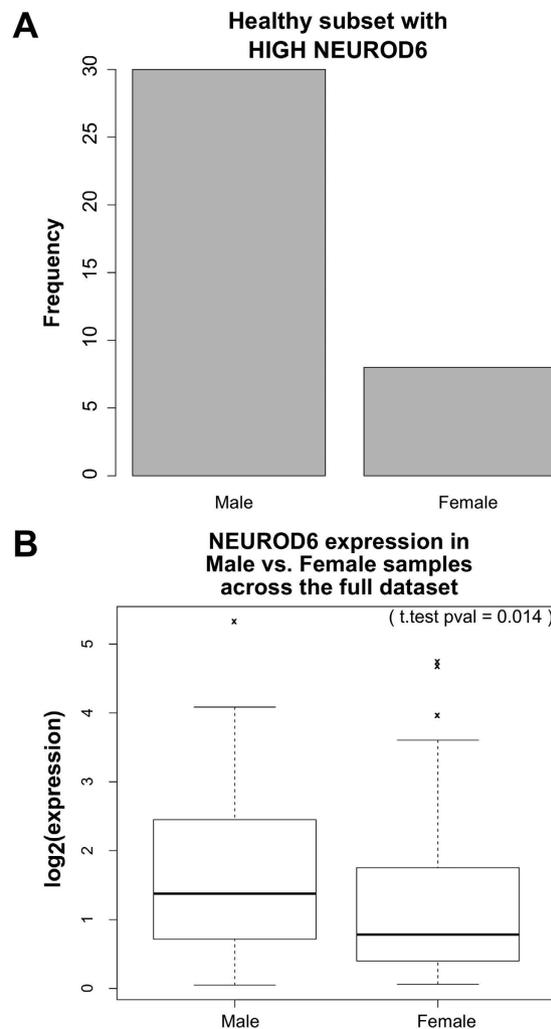 A
Healthy subset with
HIGH NEUROD6
Frequency
30
25
20
15
10
5
0
Male Female
B
NEUROD6 expression in
Male vs. Female samples
across the full dataset
( t.test pval = 0.014 )
log2(expression)
5
4
3
2
1
0
Male Female